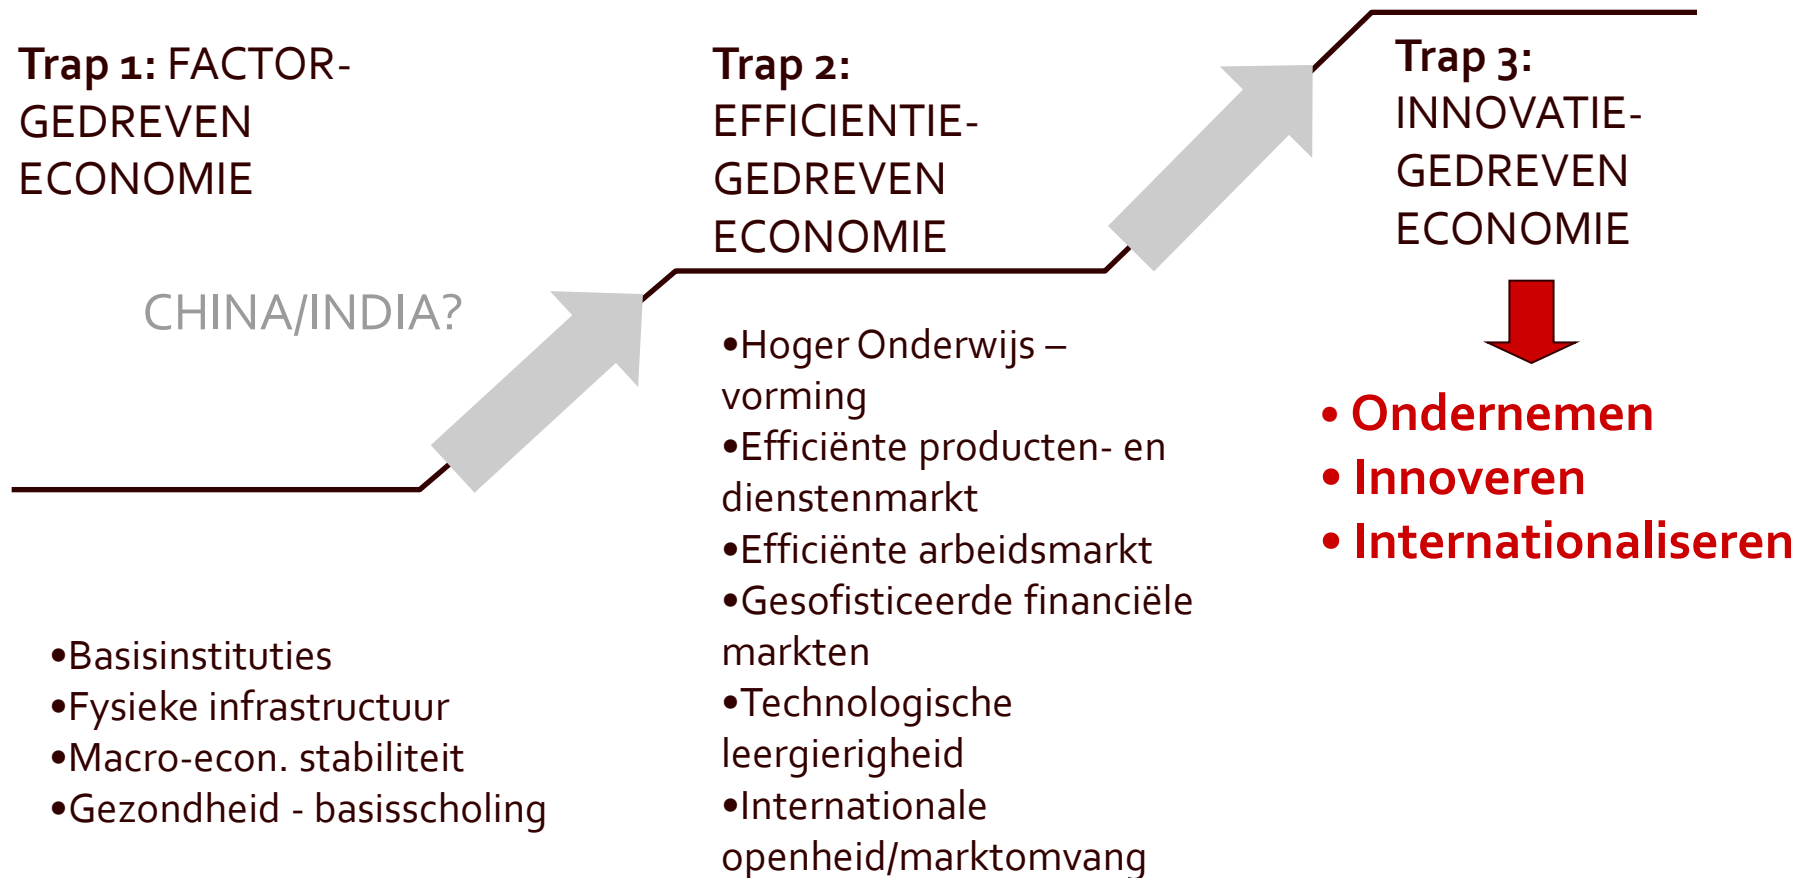 Trap 1: FACTOR-
GEDREVEN
ECONOMIE
CHINA/INDIA?
•Basisinstituties
•Fysieke infrastructuur
•Macro-econ. stabiliteit
•Gezondheid - basisscholing
Trap 2:
EFFICIENTIE-
GEDREVEN
ECONOMIE
•Hoger Onderwijs –
vorming
•Efficiënte producten- en
dienstenmarkt
•Efficiënte arbeidsmarkt
•Gesofisticeerde financiële
markten
•Technologische
leergierigheid
•Internationale
openheid/marktomvang
Trap 3:
INNOVATIE-
GEDREVEN
ECONOMIE
• Ondernemen
• Innoveren
• Internationaliseren